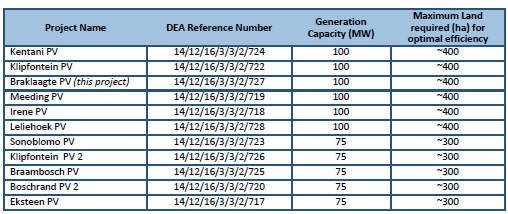 Project Name DEA Reference Number Generation Capacity (MW) Maximum Land required (ha) for optimal efficiency
Kentani PV 14/12/16/3/3/2/724 100 ~400
Klipfontein PV 14/12/16/3/3/2/722 100 ~400
Braklaagte PV (this project) 14/12/16/3/3/2/727 100 ~400
Meeding PV 14/12/16/3/3/2/719 100 ~400
Irene PV 14/12/16/3/3/2/718 100 ~400
Leliehoek PV 14/12/16/3/3/2/728 100 ~400
Sonoblomo PV 14/12/16/3/3/2/723 75 ~300
Klipfontein PV 2 14/12/16/3/3/2/726 75 ~300
Braambosch PV 14/12/16/3/3/2/725 75 ~300
Boschrand PV 2 14/12/16/3/3/2/720 75 ~300
Eksteen PV 14/12/16/3/3/2/717 75 ~300